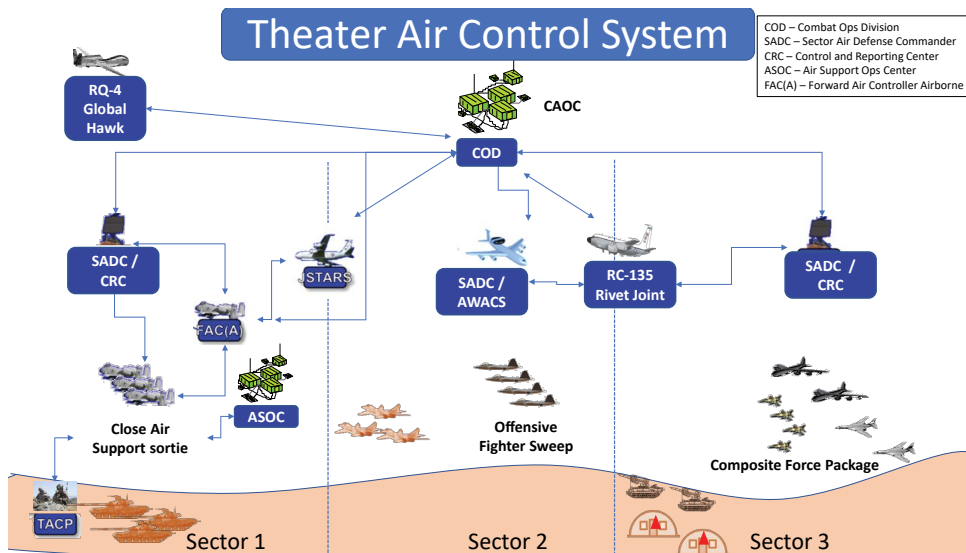 Theater Air Control System
COD – Combat Ops Division
SADC – Sector Air Defense Commander
CRC – Control and Reporting Center
ASOC – Air Support Ops Center
FAC(A) – Forward Air Controller Airborne
RQ-4
Global
Hawk
CAOC
COD
SADC /
CRC
JSTARS
SADC /
AWACS
RC-135
Rivet Joint
SADC /
CRC
FAC(A)
ASOC
Close Air
Support sortie
Offensive
Fighter Sweep
Composite Force Package
TACP
Sector 1
Sector 2
Sector 3